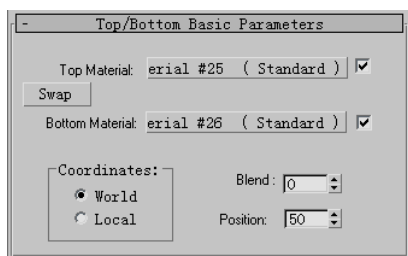 - Top/Bottom Basic Parameters
Top Material: erial #25 ( Standard )
Swap
Bottom Material: erial #26 ( Standard )
Coordinates:
World
Local
Blend : 0
Position: 50